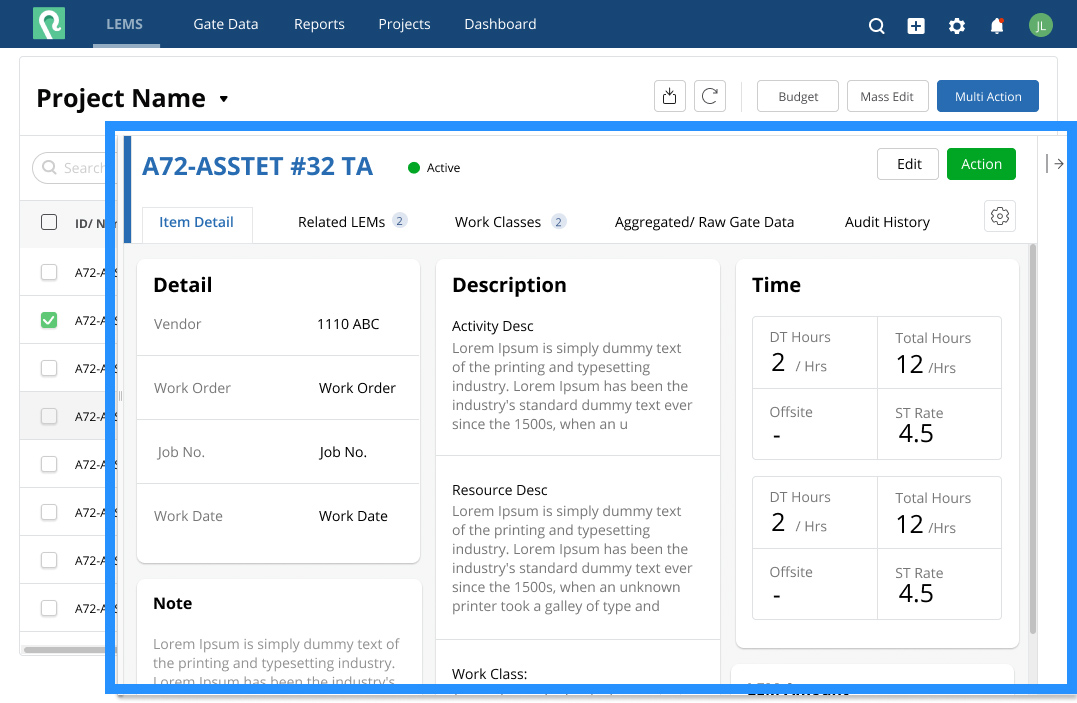 LEMS Gate Data Reports Projects Dashboard JL
Project Name
Budget Mass Edit Multi Action
Search
A72-ASSTET #32 TA
Active
Edit Action
Item Detail Related LEMs 2 Work Classes 2 Aggregated/ Raw Gate Data Audit History
ID/
A72-
A72-
A72-
A72-
A72-
A72-
A72-
A72-
Detail
Vendor 1110 ABC
Work Order Work Order
Job No. Job No.
Work Date Work Date
Note
Lorem Ipsum is simply dummy text of
the printing and typesetting industry.
Lorem Ipsum has been the industry's
Description
Activity Desc
Lorem Ipsum is simply dummy text
of the printing and typesetting
industry. Lorem Ipsum has been the
industry's standard dummy text ever
since the 1500s, when an u
Resource Desc
Lorem Ipsum is simply dummy text
of the printing and typesetting
industry. Lorem Ipsum has been the
industry's standard dummy text ever
since the 1500s, when an unknown
printer took a galley of type and
Work Class:
Time
DT Hours Total Hours
2 / Hrs 12 /Hrs
Offsite ST Rate
- 4.5
DT Hours Total Hours
2 / Hrs 12 /Hrs
Offsite ST Rate
- 4.5